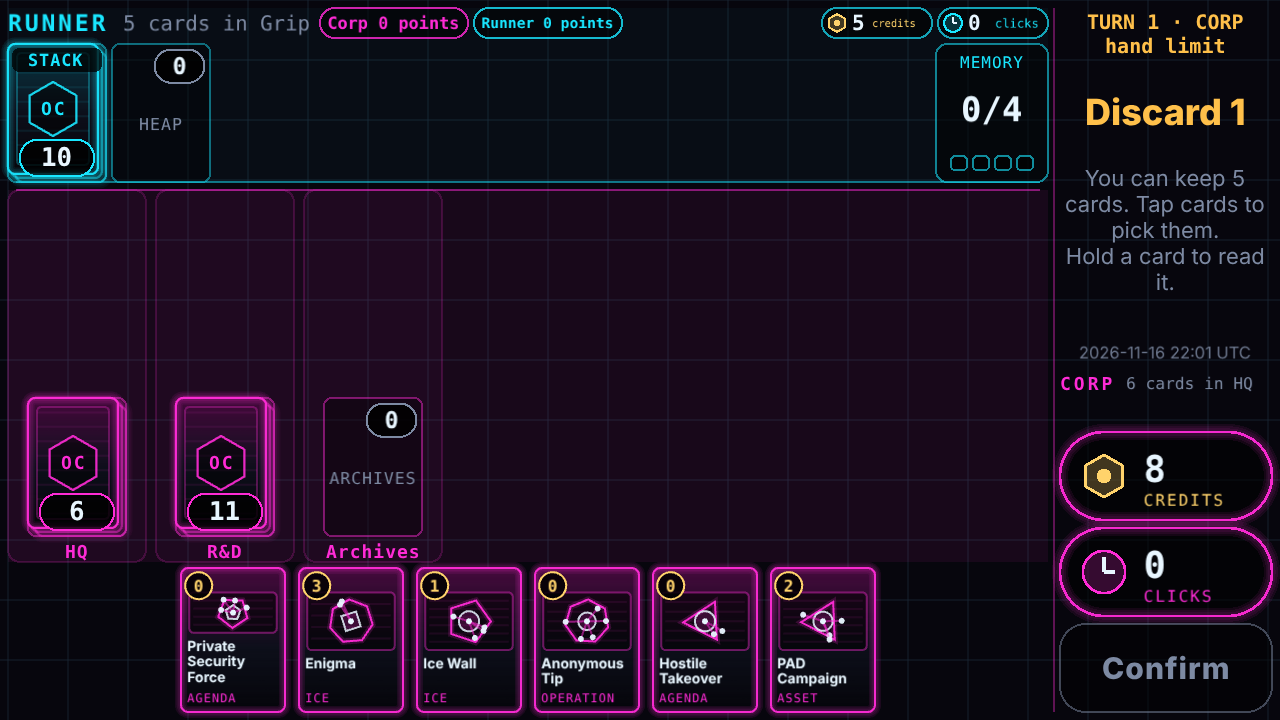 RUNNER 5 cards in Grip Corp 0 points Runner 0 points 5 credits 0 clicks
STACK
OC
10
0
HEAP
MEMORY
0/4
TURN 1 · CORP
hand limit
Discard 1
You can keep 5
cards. Tap cards to
pick them.
Hold a card to read
it.
2026-11-16 22:01 UTC
CORP 6 cards in HQ
8
CREDITS
0
CLICKS
Confirm
OC
6
HQ
OC
11
R&D
0
ARCHIVES
Archives
0
Private
Security
Force
AGENDA
3
Enigma
ICE
1
Ice Wall
ICE
0
Anonymous
Tip
OPERATION
0
Hostile
Takeover
AGENDA
2
PAD
Campaign
ASSET